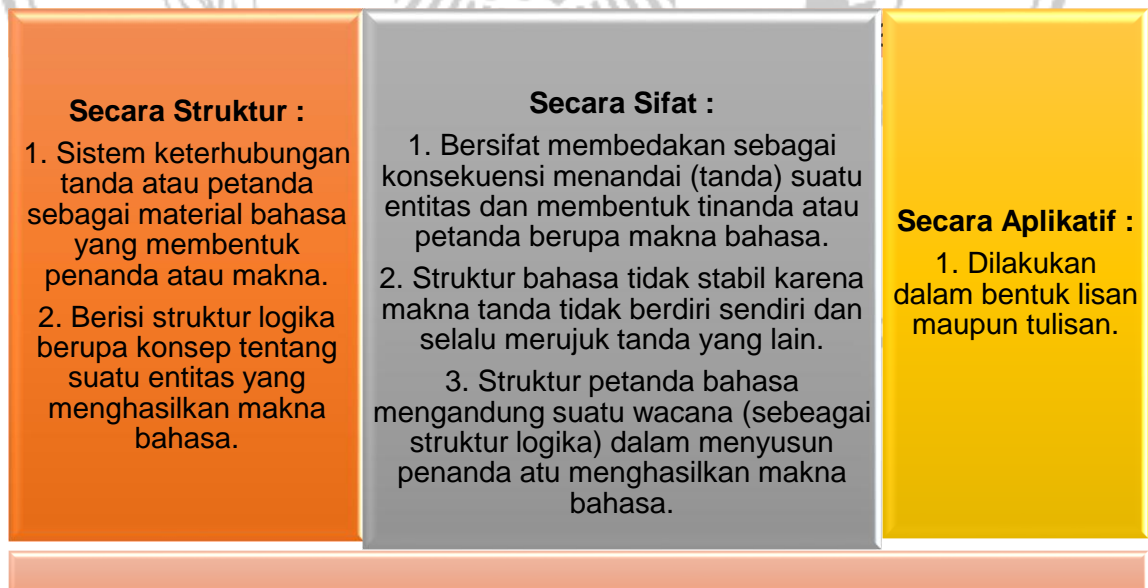 Secara Struktur :
1. Sistem keterhubungan
tanda atau petanda
sebagai material bahasa
yang membentuk
penanda atau makna.
2. Berisi struktur logika
berupa konsep tentang
suatu entitas yang
menghasilkan makna
bahasa.
Secara Sifat :
1. Bersifat membedakan sebagai
konsekuensi menandai (tanda) suatu
entitas dan membentuk tinanda atau
petanda berupa makna bahasa.
2. Struktur bahasa tidak stabil karena
makna tanda tidak berdiri sendiri dan
selalu merujuk tanda yang lain.
3. Struktur petanda bahasa
mengandung suatu wacana (sebeagai
struktur logika) dalam menyusun
penanda atu menghasilkan makna
bahasa.
Secara Aplikatif :
1. Dilakukan
dalam bentuk lisan
maupun tulisan.